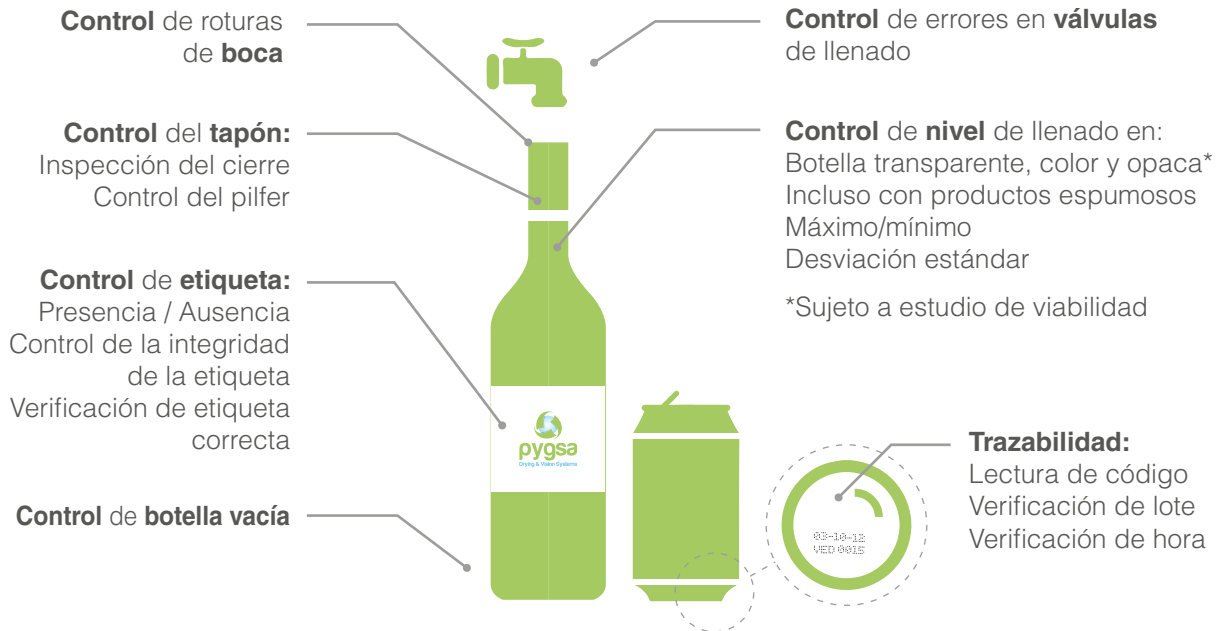 Control de roturas
de boca
Control del tapón:
Inspección del cierre
Control del pilfer
Control de etiqueta:
Presencia / Ausencia
Control de la integridad
de la etiqueta
Verificación de etiqueta
correcta
Control de botella vacía
Control de errores en válvulas
de llenado
Control de nivel de llenado en:
Botella transparente, color y opaca*
Incluso con productos espumosos
Máximo/mínimo
Desviación estándar
*Sujeto a estudio de viabilidad
pygsa
Drying & Vision Systems
03-10-12
VED 0015
Trazabilidad:
Lectura de código
Verificación de lote
Verificación de hora